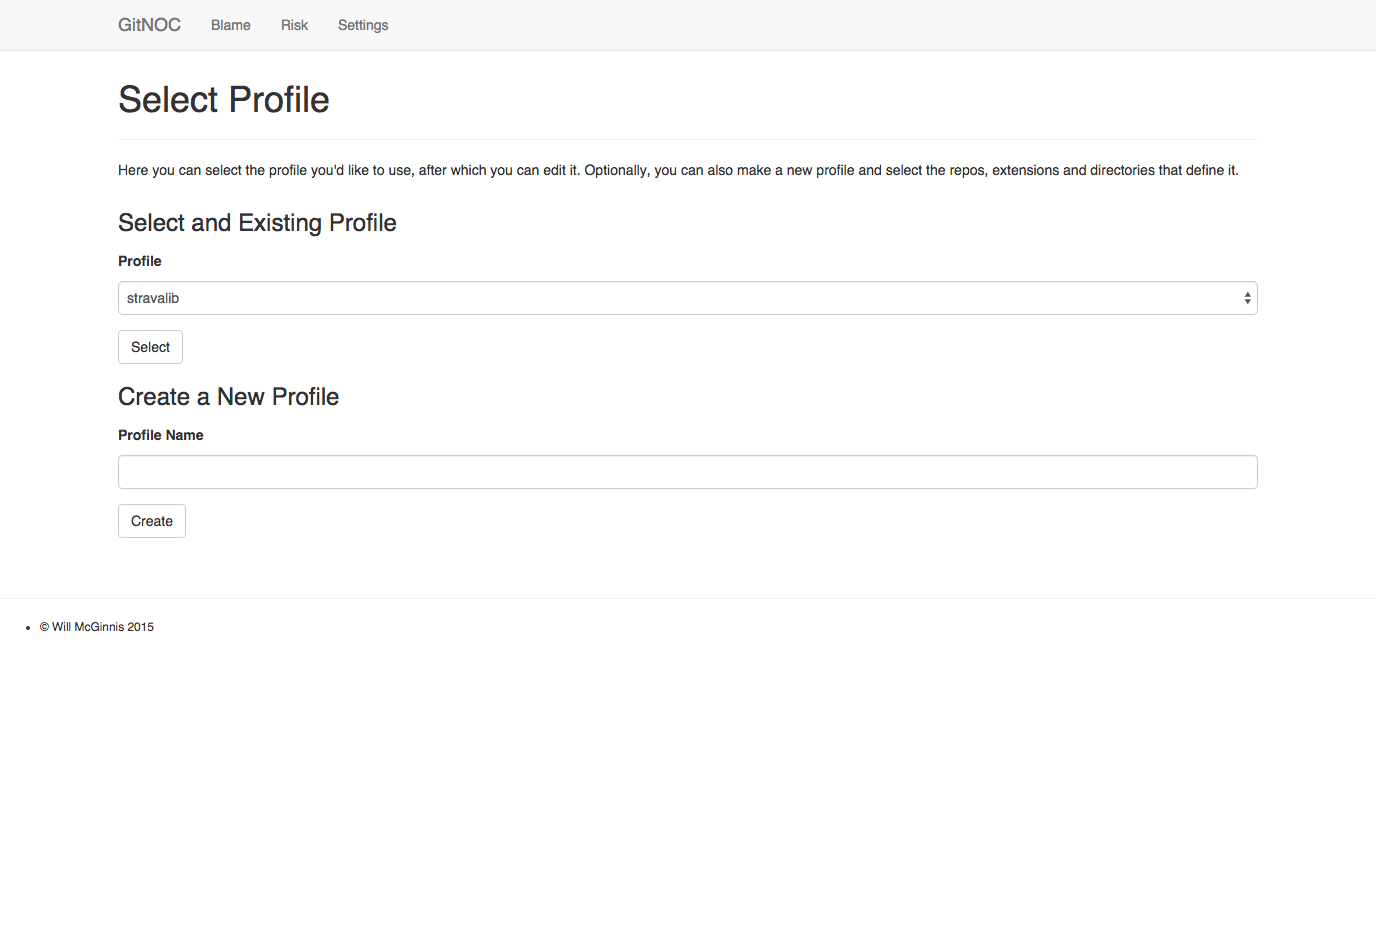 GitNOC Blame Risk Settings
Select Profile
Here you can select the profile you'd like to use, after which you can edit it. Optionally, you can also make a new profile and select the repos, extensions and directories that define it.
Select and Existing Profile
Profile
stravalib
Select
Create a New Profile
Profile Name
Create
© Will McGinnis 2015